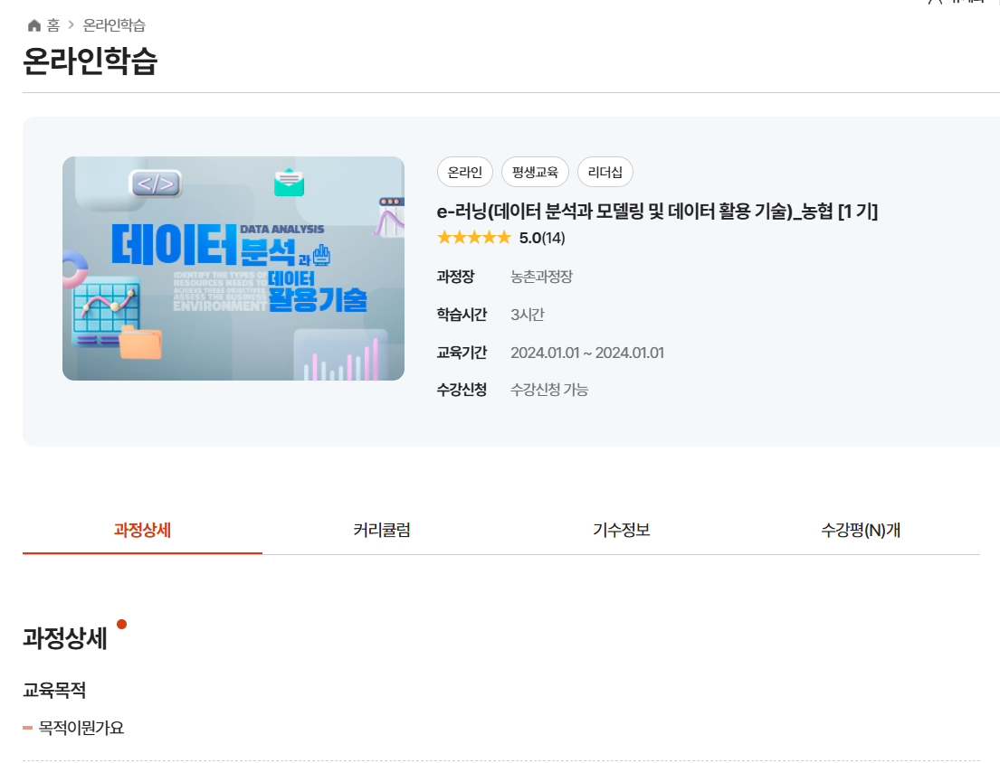 홈 > 온라인학습
온라인학습
</>
DATA ANALYSIS
데이터 분석과
IDENTIFY THE TYPES OF
RESOURCES NEEDS TO
ACHIEVE THESE OBJECTIVES
ASSESS THE BUSINESS
ENVIRONMENT
데이터
활용기술
온라인 평생교육 리더십
e-러닝(데이터 분석과 모델링 및 데이터 활용 기술)_농협 [1 기]
★★★★★ 5.0(14)
과정장 농촌과정장
학습시간 3시간
교육기간 2024.01.01 ~ 2024.01.01
수강신청 수강신청 가능
과정상세 커리큘럼 기수정보 수강평(N)개
과정상세
교육목적
목적이뭔가요